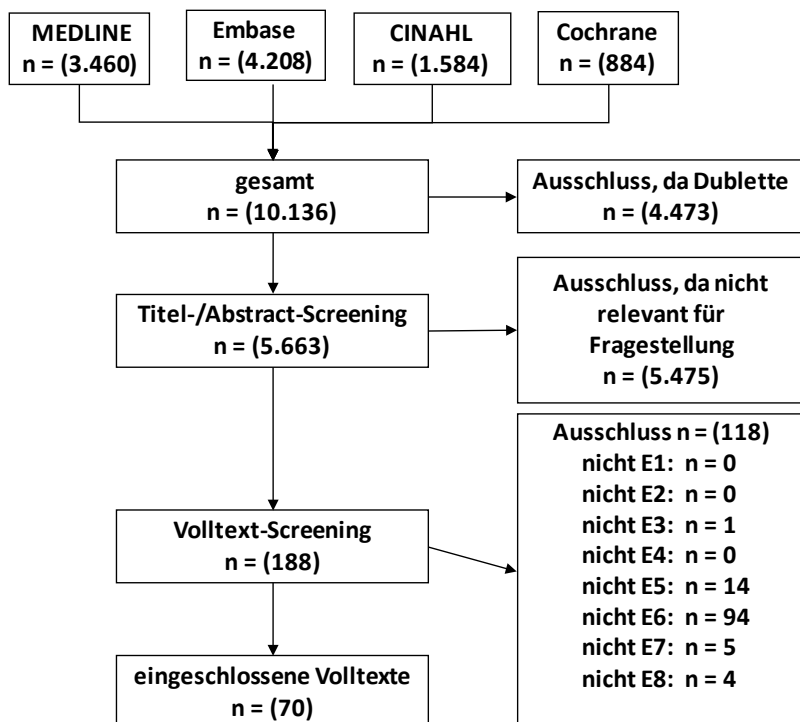 MEDLINE
n = (3.460)
Embase
n = (4.208)
CINAHL
n = (1.584)
Cochrane
n = (884)
gesamt
n = (10.136)
Ausschluss, da Dublette
n = (4.473)
Titel-/Abstract-Screening
n = (5.663)
Ausschluss, da nicht
relevant für
Fragestellung
n = (5.475)
Volltext-Screening
n = (188)
Ausschluss n = (118)
nicht E1: n = 0
nicht E2: n = 0
nicht E3: n = 1
nicht E4: n = 0
nicht E5: n = 14
nicht E6: n = 94
nicht E7: n = 5
nicht E8: n = 4
eingeschlossene Volltexte
n = (70)